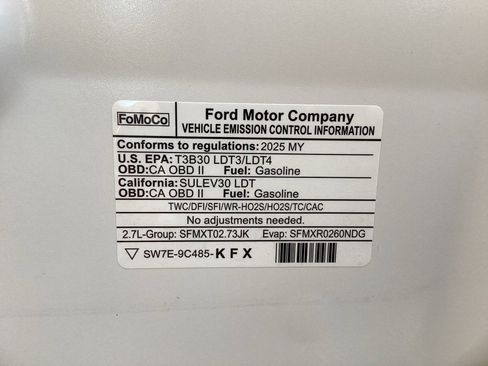 FoMoCo
Ford Motor Company
VEHICLE EMISSION CONTROL INFORMATION
Conforms to regulations: 2025 MY
U.S. EPA: T3B30 LDT3/LDT4
OBD: CA OBD II Fuel: Gasoline
California: SULEV30 LDT
OBD: CA OBD II Fuel: Gasoline
TWC/DFI/SFI/WR-HO2S/HO2S/TC/CAC
No adjustments needed.
2.7L-Group: SFMXT02.73JK Evap: SFMXR0260NDG
SW7E-9C485-KFX